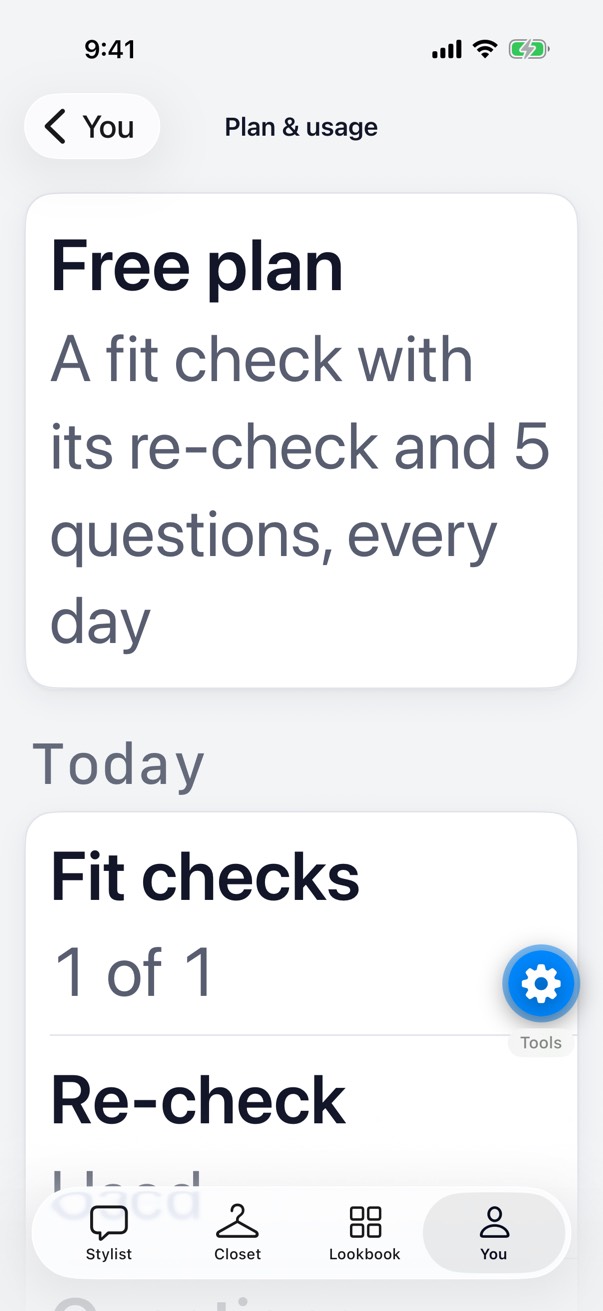 9:41
You
Plan & usage
Free plan
A fit check with
its re-check and 5
questions, every
day
Today
Fit checks
1 of 1
Tools
Re-check
Used
Stylist
Closet
Lookbook
You